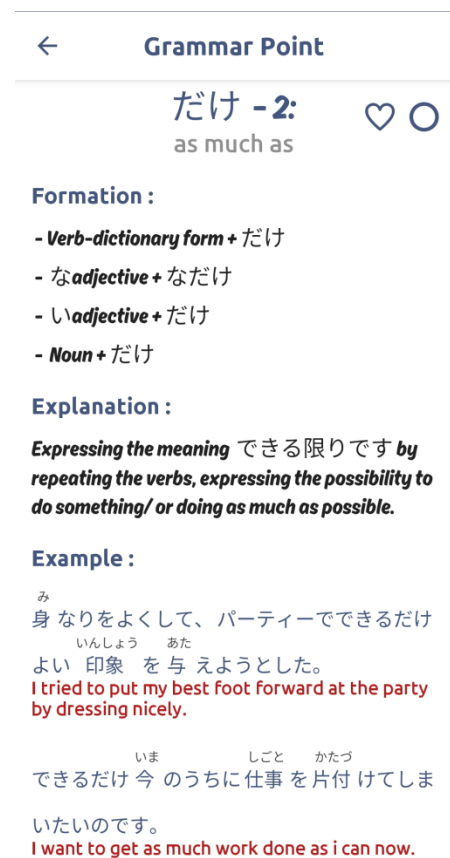 Grammar Point
だけ - 2:
as much as
Formation :
- Verb-dictionary form + だけ
- なadjective + なだけ
- いadjective + だけ
- Noun + だけ
Explanation :
Expressing the meaning できる限りです by
repeating the verbs, expressing the possibility to
do something/ or doing as much as possible.
Example :
み
身 なりをよくして、パーティーでできるだけ
いんしょう あた
よい 印象 を 与 えようとした。
I tried to put my best foot forward at the party
by dressing nicely.
いま しごと かたづ
できるだけ 今 のうちに 仕事 を 片付 けてしま
いたいのです。
I want to get as much work done as i can now.